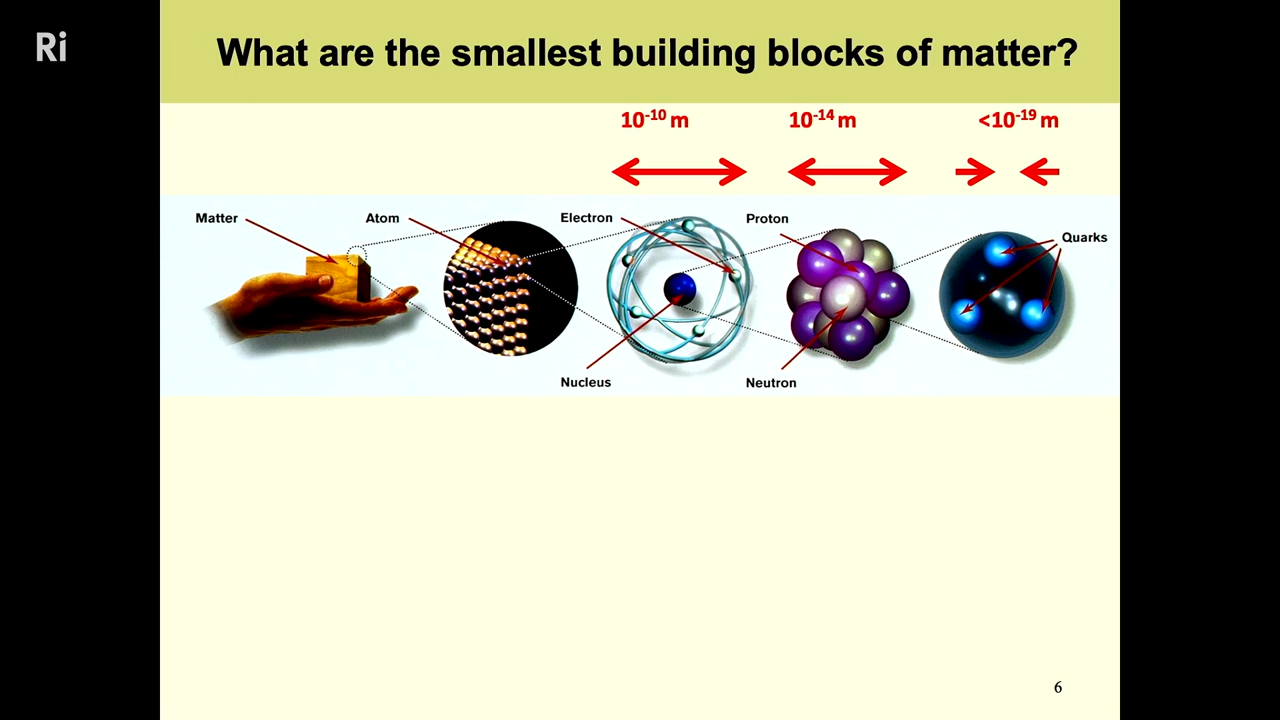 Ri
What are the smallest building blocks of matter?
10⁻¹⁰ m
10⁻¹⁴ m
<10⁻¹⁹ m
Matter
Atom
Electron
Proton
Quarks
Nucleus
Neutron
6